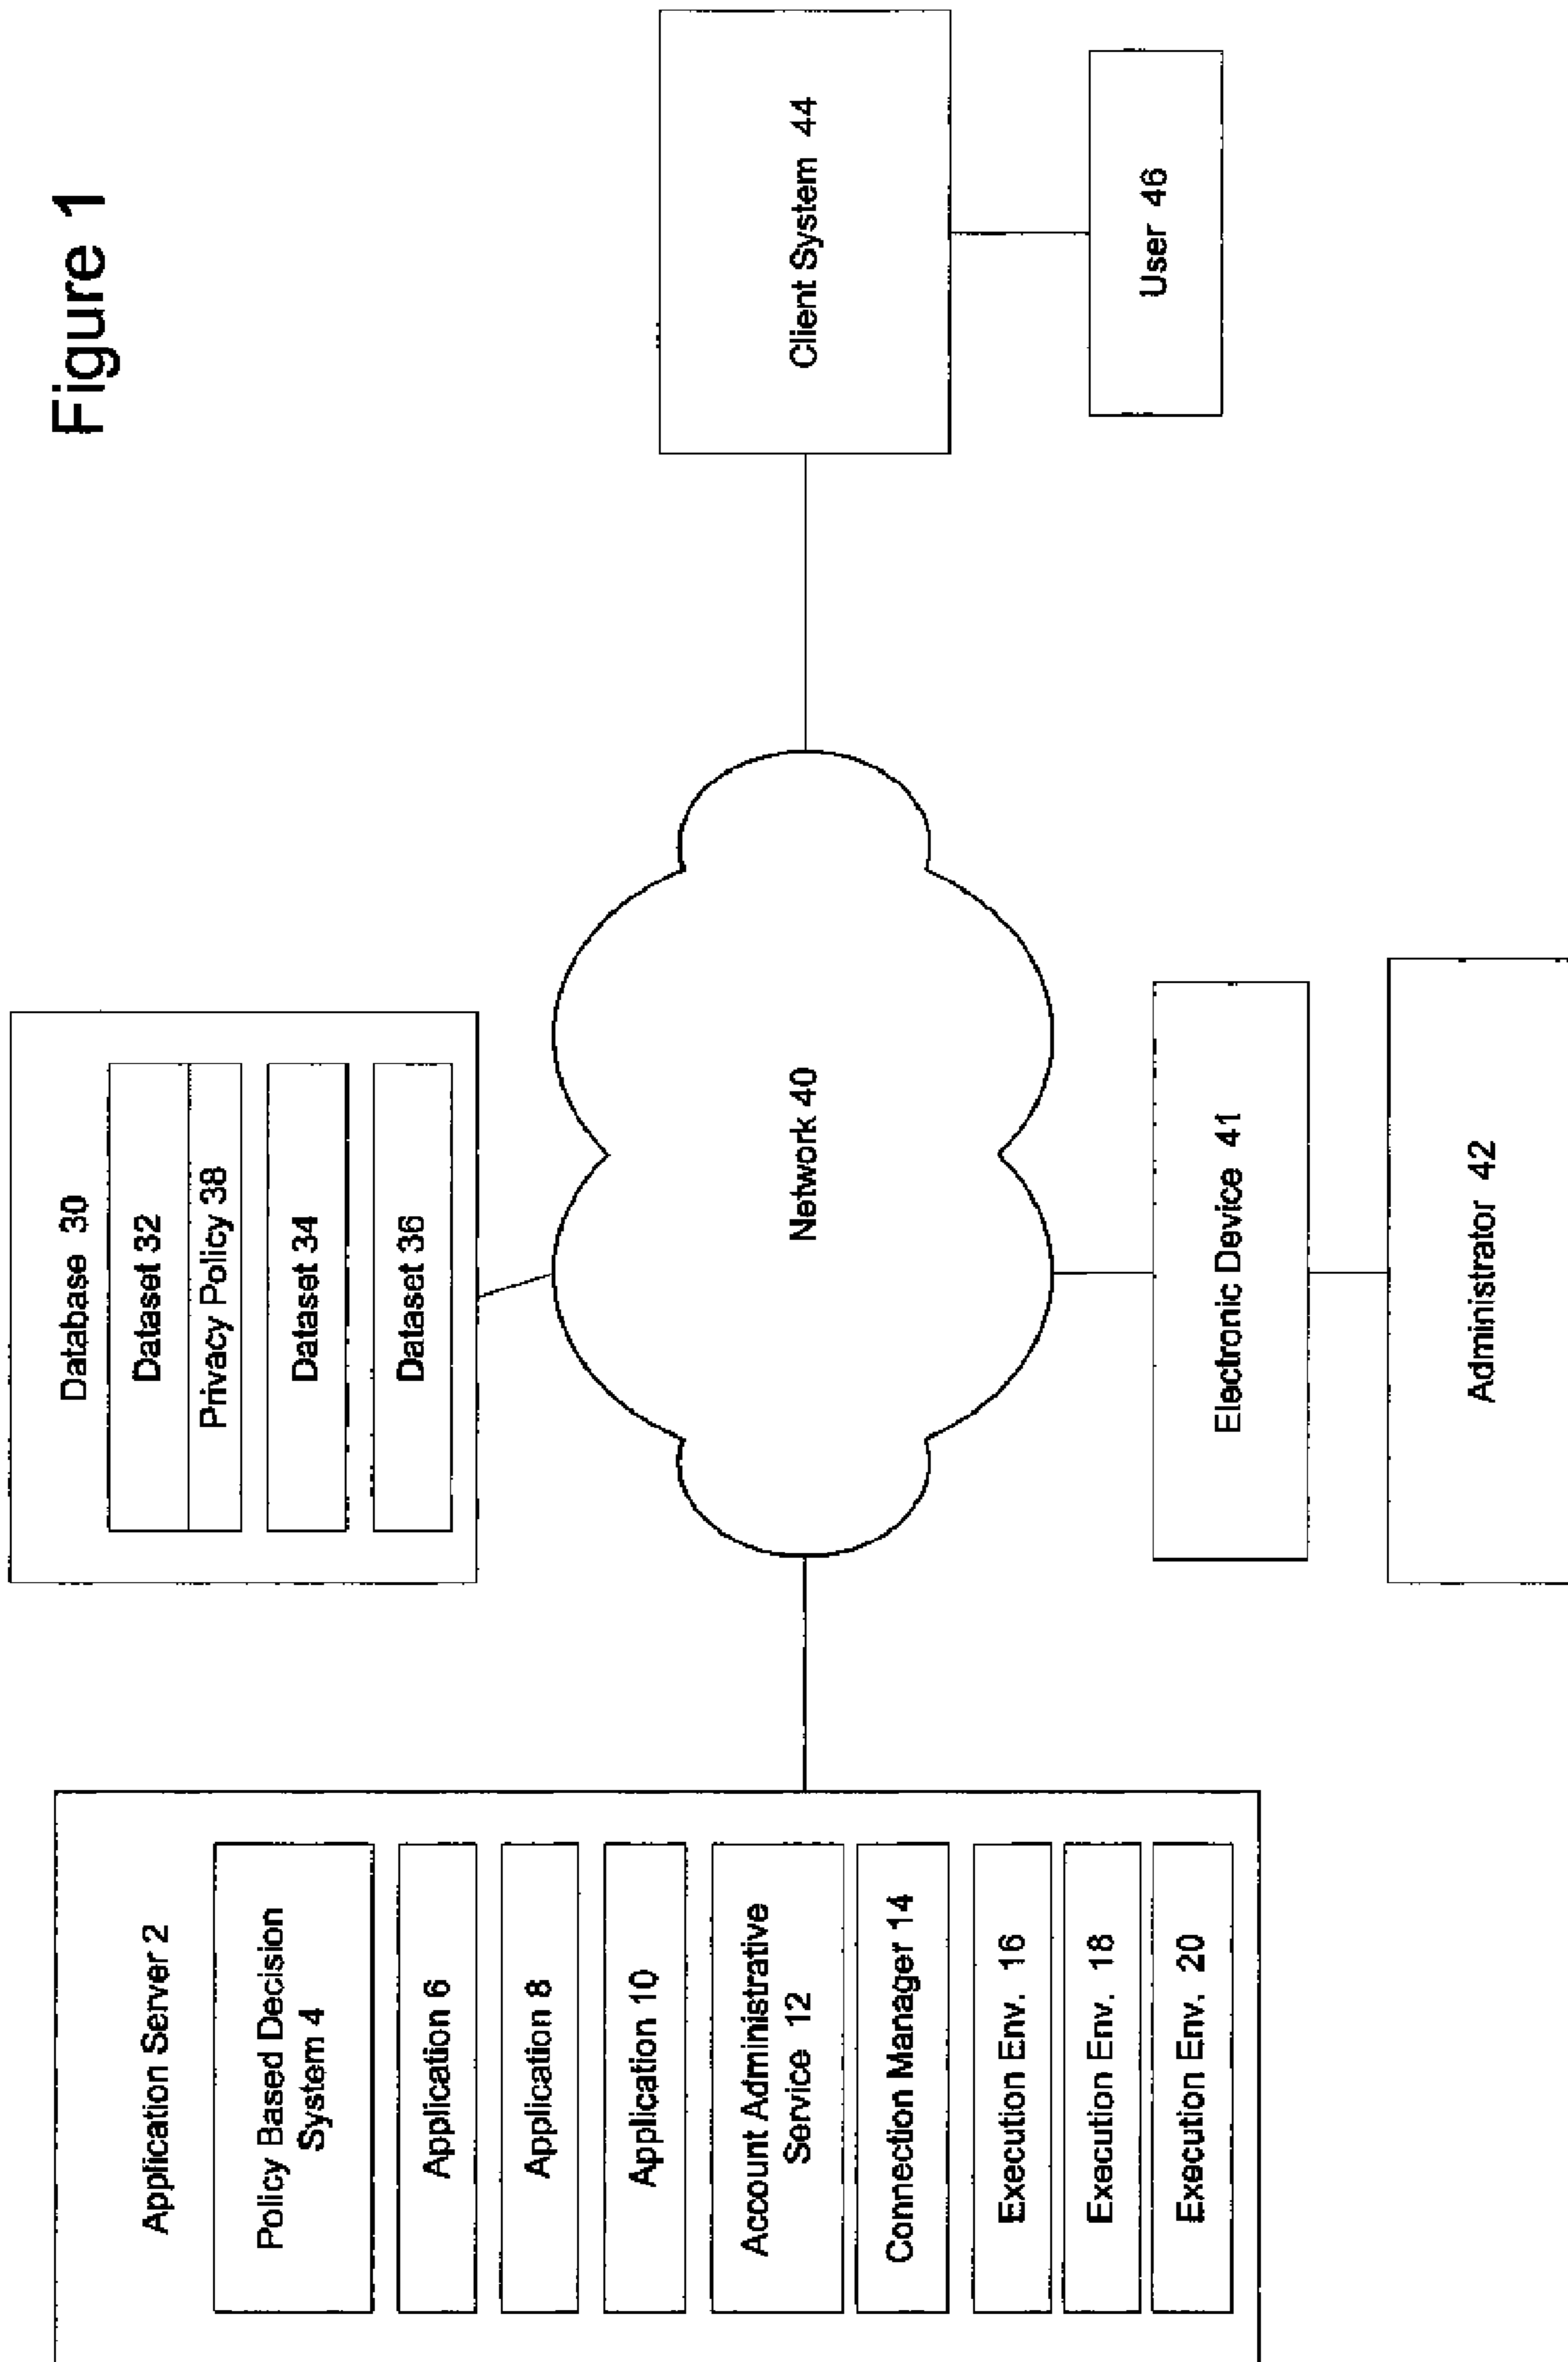 Figure 1
Application Server 2
Policy Based Decision
System 4
Application 6
Application 8
Application 10
Account Administrative
Service 12
Connection Manager 14
Execution Env. 16
Execution Env. 18
Execution Env. 20
Database 30
Dataset 32
Privacy Policy 38
Dataset 34
Dataset 36
Network 40
Electronic Device 41
Administrator 42
Client System 44
User 46